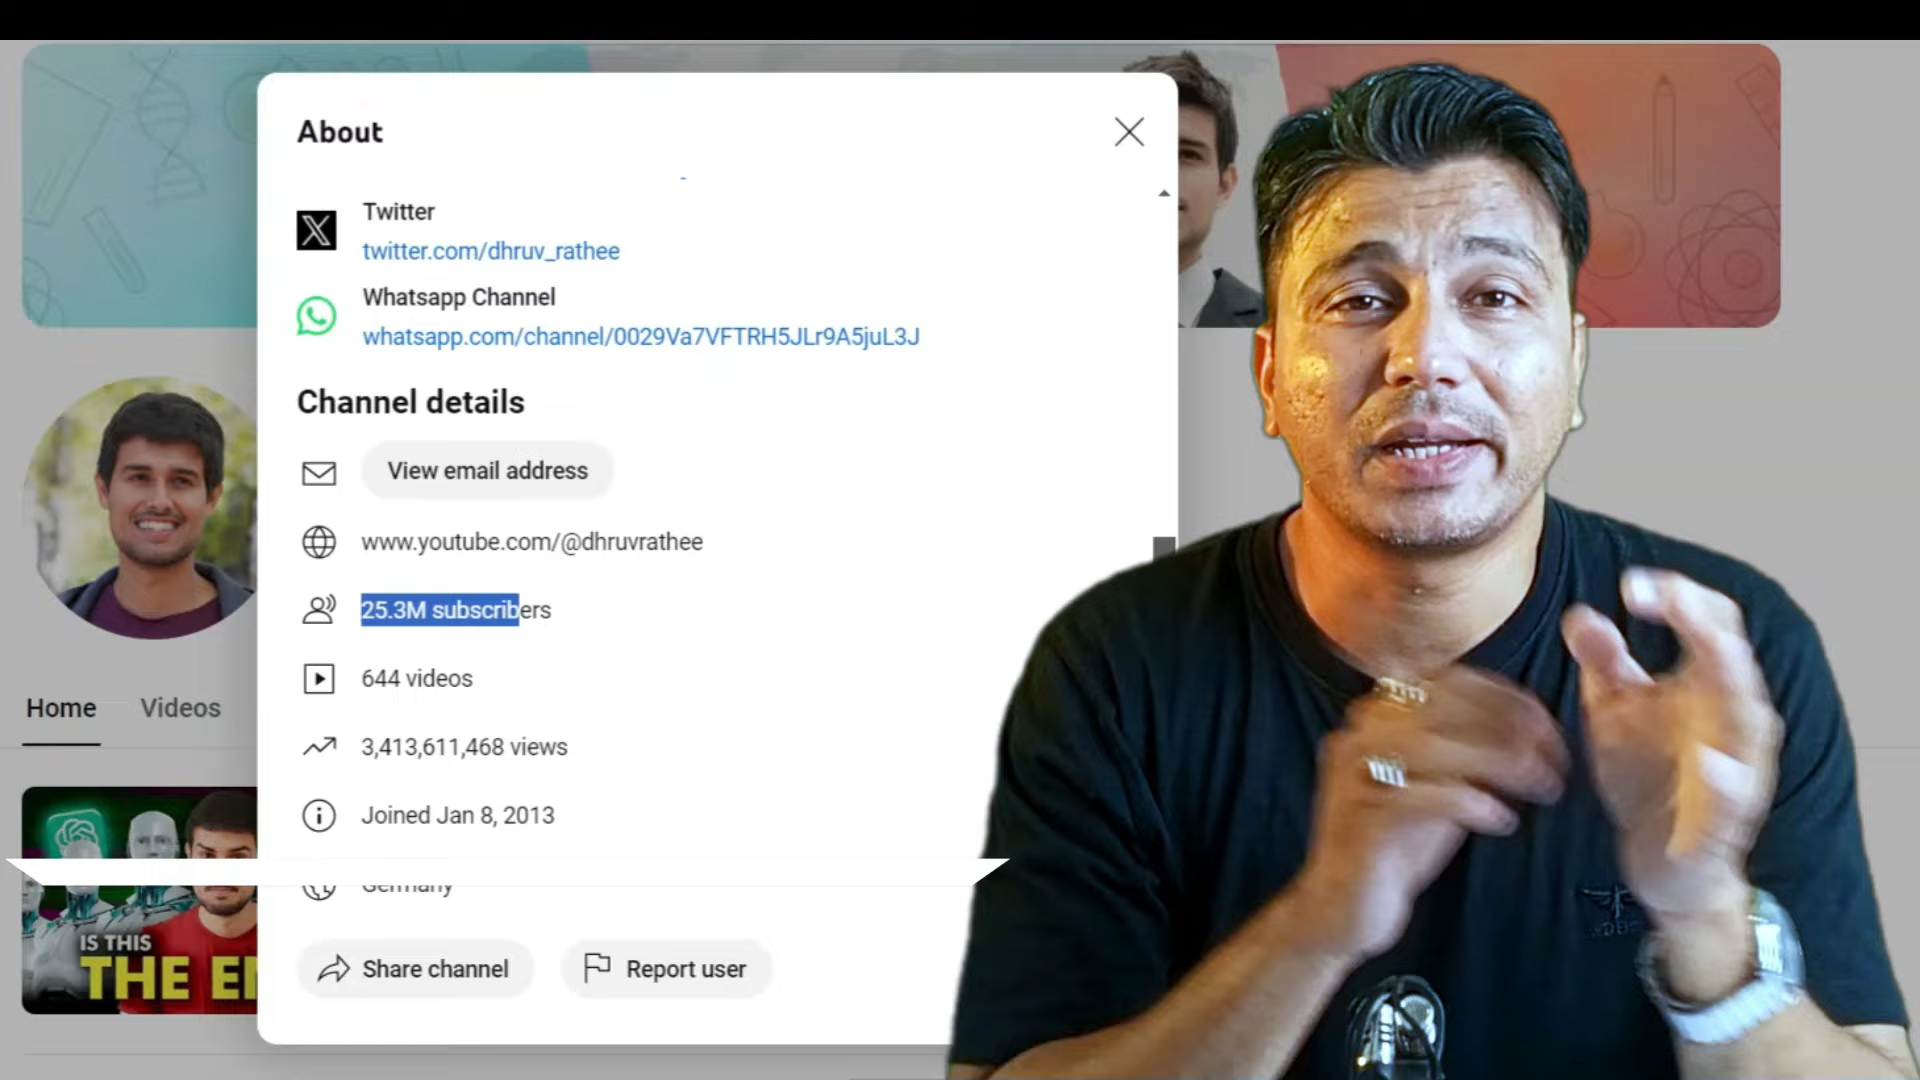 About
Twitter
twitter.com/dhruv_rathee
Whatsapp Channel
whatsapp.com/channel/0029Va7VFTRH5JLr9A5juL3J
Channel details
View email address
www.youtube.com/@dhruvrathee
25.3M subscribers
644 videos
Home Videos
3,413,611,468 views
Joined Jan 8, 2013
Germany
IS THIS
THE
Share channel Report user